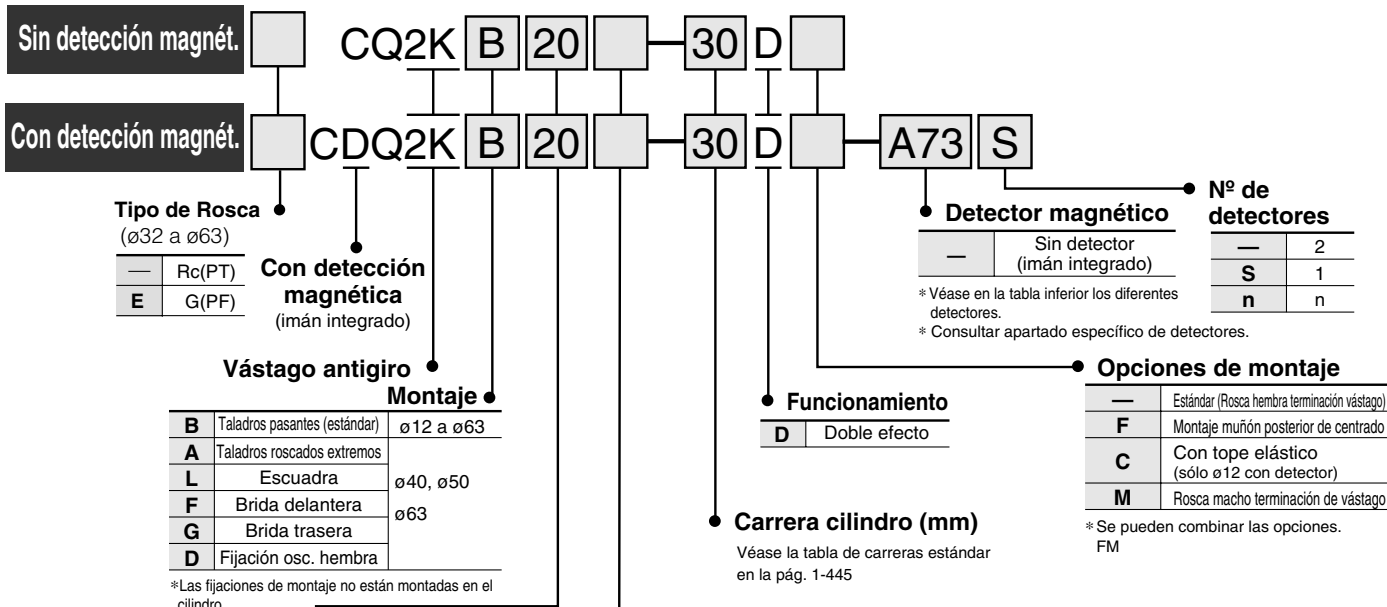 Sin detección magnét.
CQ2K B 20 — 30 D
Con detección magnét.
CDQ2K B 20 — 30 D — A73 S
Tipo de Rosca
(ø32 a ø63)
— Rc(PT)
E G(PF)
Con detección
magnética
(imán integrado)
Detector magnético
— Sin detector
(imán integrado)
* Véase en la tabla inferior los diferentes
detectores.
* Consultar apartado específico de detectores.
Nº de
detectores
— 2
S 1
n n
Vástago antigiro
Montaje
B Taladros pasantes (estándar) ø12 a ø63
A Taladros roscados extremos
L Escuadra
ø40, ø50
F Brida delantera
ø63
G Brida trasera
D Fijación osc. hembra
*Las fijaciones de montaje no están montadas en el
cilindro
Funcionamiento
D Doble efecto
Carrera cilindro (mm)
Véase la tabla de carreras estándar
en la pág. 1-445
Opciones de montaje
— Estándar (Rosca hembra terminación vástago)
F Montaje muñón posterior de centrado
C Con tope elástico
(sólo ø12 con detector)
M Rosca macho terminación de vástago
* Se pueden combinar las opciones.
FM